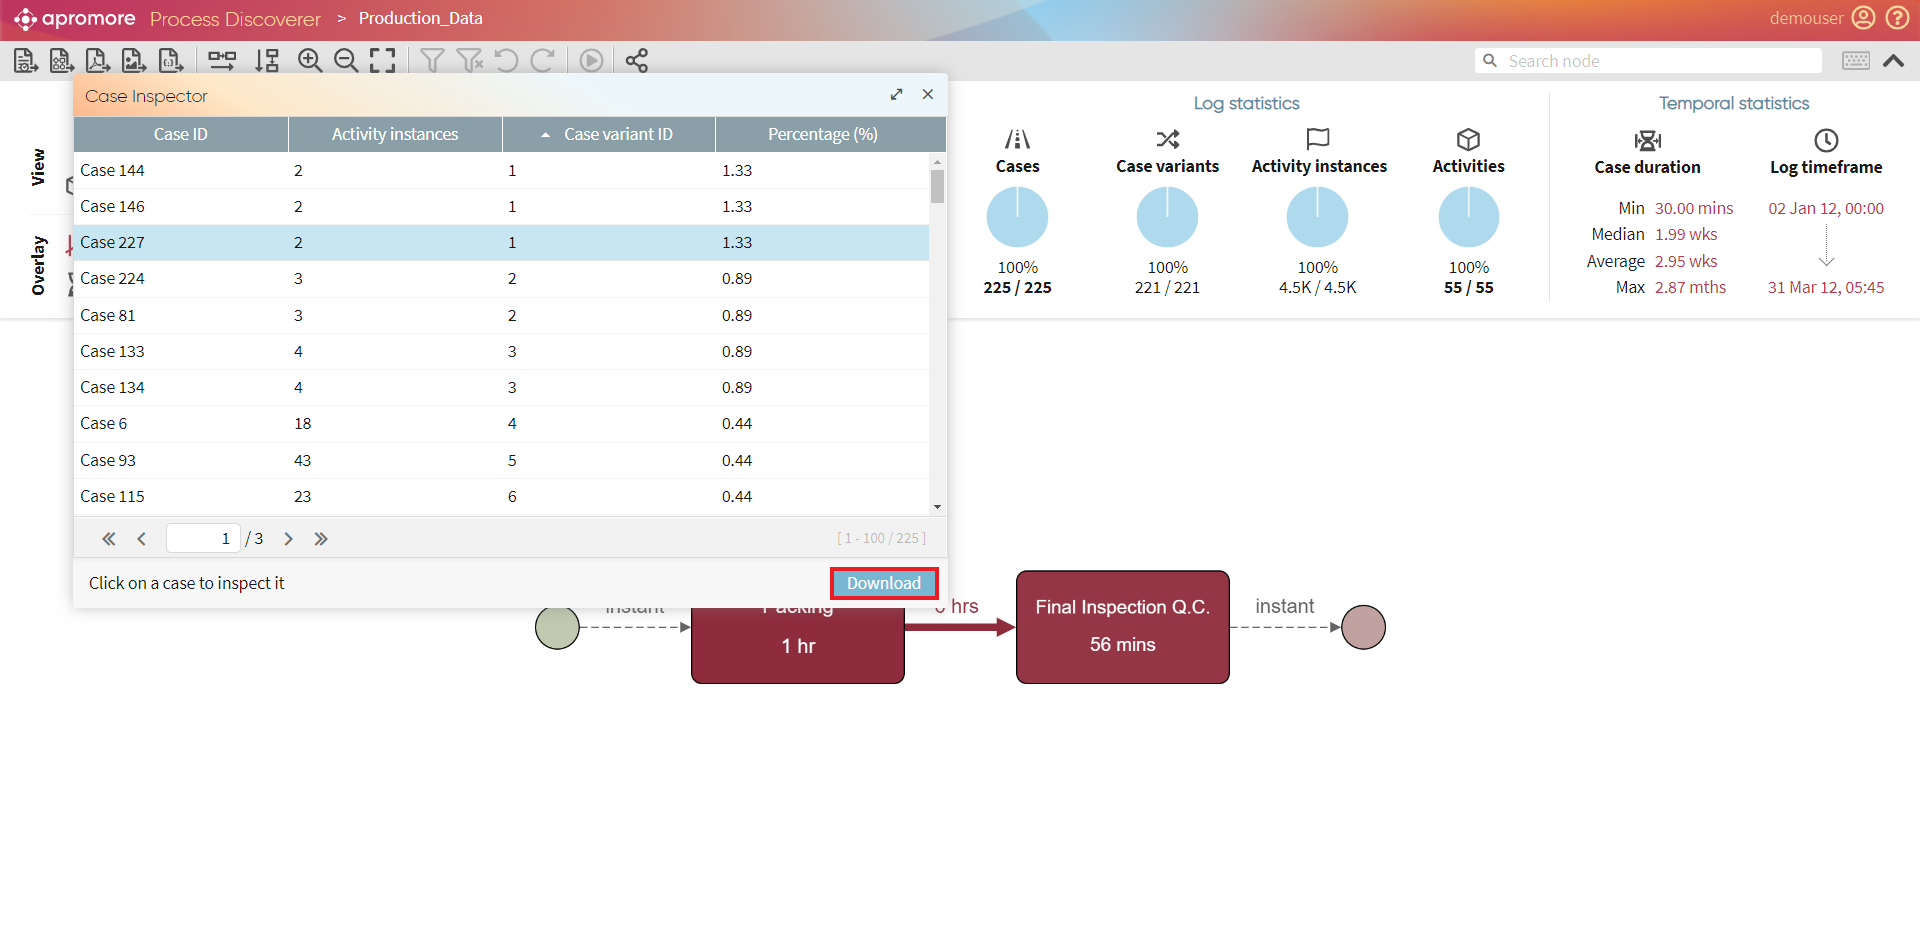 apromore Process Discoverer > Production_Data
demouser
Search node
Case Inspector
Case ID Activity instances Case variant ID Percentage (%)
Case 144 2 1 1.33
Case 146 2 1 1.33
Case 227 2 1 1.33
Case 224 3 2 0.89
Case 81 3 2 0.89
Case 133 4 3 0.89
Case 134 4 3 0.89
Case 6 18 4 0.44
Case 93 43 5 0.44
Case 115 23 6 0.44
1 / 3
[ 1 - 100 / 225 ]
Click on a case to inspect it
Download
View
Overlay
Log statistics
Cases Case variants Activity instances Activities
100% 100% 100% 100%
225 / 225 221 / 221 4.5K / 4.5K 55 / 55
Temporal statistics
Case duration Log timeframe
Min 30.00 mins 02 Jan 12, 00:00
Median 1.99 wks
Average 2.95 wks
Max 2.87 mths 31 Mar 12, 05:45
instant
Packing
1 hr
hrs
Final Inspection Q.C.
56 mins
instant